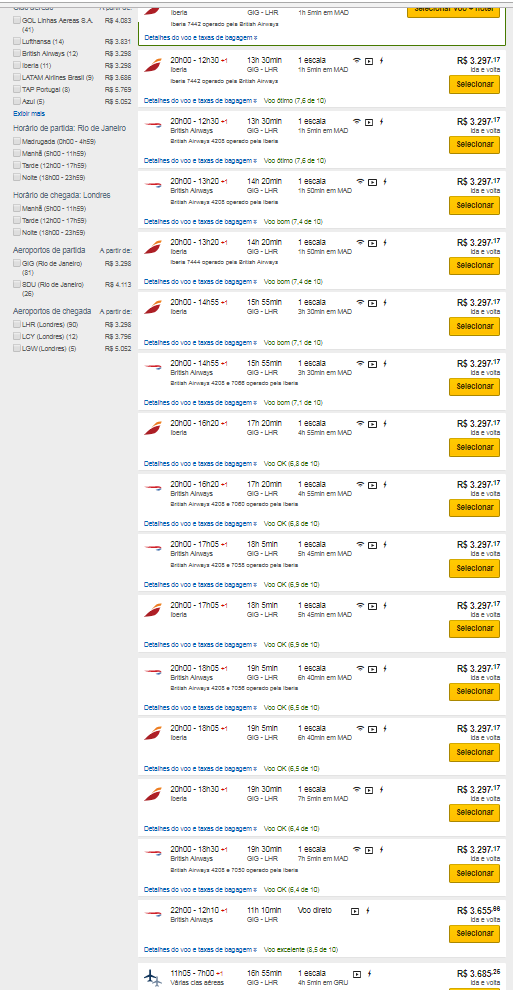 Cias aéreas A partir de:
GOL Linhas Aereas S.A. R$ 4.083
(41)
Lufthansa (14) R$ 3.831
British Airways (12) R$ 3.298
Iberia (11) R$ 3.298
LATAM Airlines Brasil (9) R$ 3.686
TAP Portugal (8) R$ 5.769
Azul (5) R$ 5.052
Exibir mais
Horário de partida: Rio de Janeiro
Madrugada (0h00 - 4h59)
Manhã (5h00 - 11h59)
Tarde (12h00 - 17h59)
Noite (18h00 - 23h59)
Horário de chegada: Londres
Manhã (5h00 - 11h59)
Tarde (12h00 - 17h59)
Noite (18h00 - 23h59)
Aeroportos de partida A partir de:
GIG (Rio de Janeiro) R$ 3.298
(81)
SDU (Rio de Janeiro) R$ 4.113
(26)
Aeroportos de chegada A partir de:
LHR (Londres) (90) R$ 3.298
LCY (Londres) (12) R$ 3.796
LGW (Londres) (5) R$ 5.052
Iberia GIG - LHR 1h 5min em MAD Selecionar voo + hotel
Iberia 7443 operado pela British Airways
Detalhes do voo e taxas de bagagem
20h00 - 12h30 +1 13h 30min 1 escala R$ 3.297,17
Iberia GIG - LHR 1h 5min em MAD Ida e volta
Iberia 7442 operado pela British Airways Selecionar
Detalhes do voo e taxas de bagagem Voo ótimo (7,6 de 10)
20h00 - 12h30 +1 13h 30min 1 escala R$ 3.297,17
British Airways GIG - LHR 1h 5min em MAD Ida e volta
British Airways 4205 operado pela Iberia Selecionar
Detalhes do voo e taxas de bagagem Voo ótimo (7,6 de 10)
20h00 - 13h20 +1 14h 20min 1 escala R$ 3.297,17
British Airways GIG - LHR 1h 50min em MAD Ida e volta
British Airways 4205 operado pela Iberia Selecionar
Detalhes do voo e taxas de bagagem Voo bom (7,4 de 10)
20h00 - 13h20 +1 14h 20min 1 escala R$ 3.297,17
Iberia GIG - LHR 1h 50min em MAD Ida e volta
Iberia 7444 operado pela British Airways Selecionar
Detalhes do voo e taxas de bagagem Voo bom (7,4 de 10)
20h00 - 14h55 +1 15h 55min 1 escala R$ 3.297,17
Iberia GIG - LHR 3h 30min em MAD Ida e volta
Selecionar
Detalhes do voo e taxas de bagagem Voo bom (7,1 de 10)
20h00 - 14h55 +1 15h 55min 1 escala R$ 3.297,17
British Airways GIG - LHR 3h 30min em MAD Ida e volta
British Airways 4205 e 7066 operado pela Iberia Selecionar
Detalhes do voo e taxas de bagagem Voo bom (7,1 de 10)
20h00 - 16h20 +1 17h 20min 1 escala R$ 3.297,17
Iberia GIG - LHR 4h 55min em MAD Ida e volta
Selecionar
Detalhes do voo e taxas de bagagem Voo OK (6,8 de 10)
20h00 - 16h20 +1 17h 20min 1 escala R$ 3.297,17
British Airways GIG - LHR 4h 55min em MAD Ida e volta
British Airways 4205 e 7060 operado pela Iberia Selecionar
Detalhes do voo e taxas de bagagem Voo OK (6,8 de 10)
20h00 - 17h05 +1 18h 5min 1 escala R$ 3.297,17
British Airways GIG - LHR 5h 45min em MAD Ida e volta
British Airways 4205 e 7055 operado pela Iberia Selecionar
Detalhes do voo e taxas de bagagem Voo OK (6,9 de 10)
20h00 - 17h05 +1 18h 5min 1 escala R$ 3.297,17
Iberia GIG - LHR 5h 45min em MAD Ida e volta
Selecionar
Detalhes do voo e taxas de bagagem Voo OK (6,9 de 10)
20h00 - 18h05 +1 19h 5min 1 escala R$ 3.297,17
British Airways GIG - LHR 6h 40min em MAD Ida e volta
British Airways 4205 e 7056 operado pela Iberia Selecionar
Detalhes do voo e taxas de bagagem Voo OK (6,5 de 10)
20h00 - 18h05 +1 19h 5min 1 escala R$ 3.297,17
Iberia GIG - LHR 6h 40min em MAD Ida e volta
Selecionar
Detalhes do voo e taxas de bagagem Voo OK (6,5 de 10)
20h00 - 18h30 +1 19h 30min 1 escala R$ 3.297,17
Iberia GIG - LHR 7h 5min em MAD Ida e volta
Selecionar
Detalhes do voo e taxas de bagagem Voo OK (6,4 de 10)
20h00 - 18h30 +1 19h 30min 1 escala R$ 3.297,17
British Airways GIG - LHR 7h 5min em MAD Ida e volta
British Airways 4205 e 7050 operado pela Iberia Selecionar
Detalhes do voo e taxas de bagagem Voo OK (6,4 de 10)
22h00 - 12h10 +1 11h 10min Voo direto R$ 3.655,66
British Airways GIG - LHR Ida e volta
Selecionar
Detalhes do voo e taxas de bagagem Voo excelente (8,5 de 10)
11h05 - 7h00 +1 16h 55min 1 escala R$ 3.685,26
Várias cias aéreas GIG - LHR 4h 5min em GRU Ida e volta